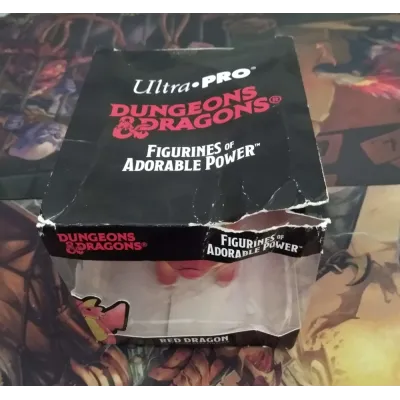 Ultra•PRO®
DUNGEONS
& DRAGONS®
FIGURINES OF
ADORABLE POWER™
DUNGEONS
& DRAGONS®
FIGURINES OF
ADORABLE POWER™
RED DRAGON